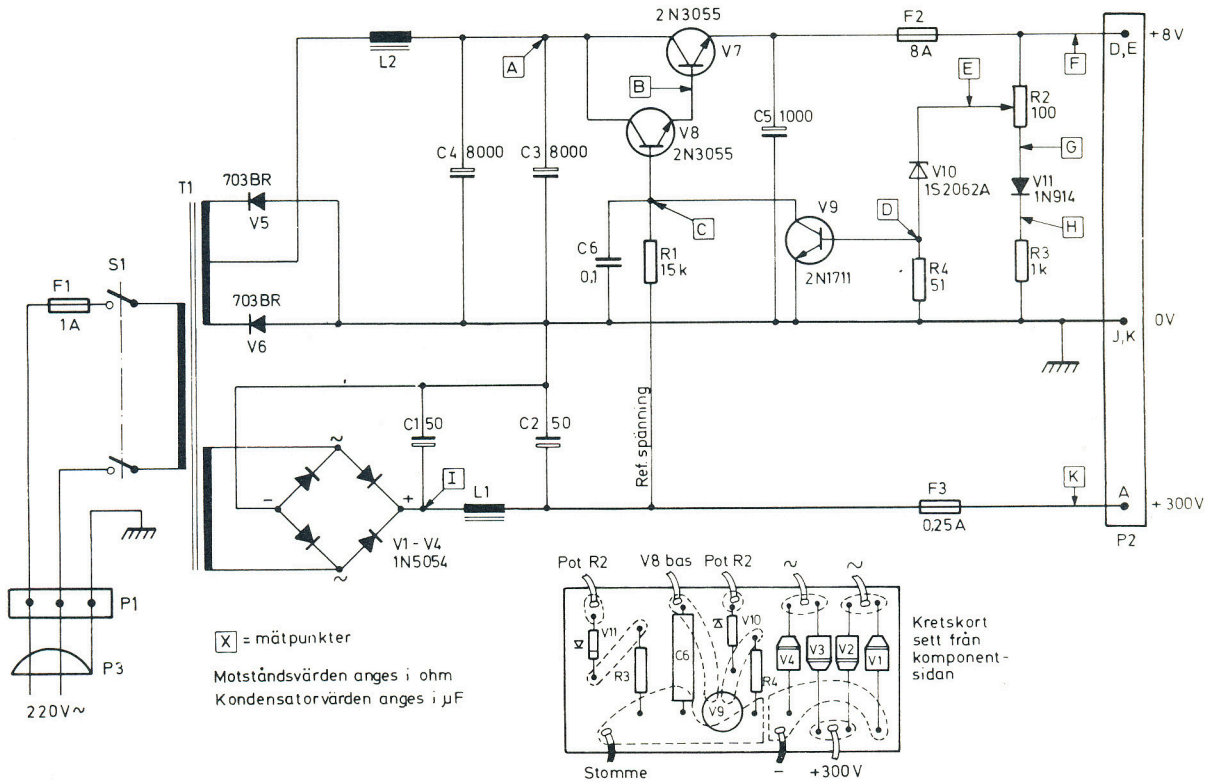 2N3055
V7
F2
8A
D,E
+8V
L2
A
B
E
F
R2
100
C5 1000
V8
2N3055
C4 8000
C3 8000
G
V10
1S2062A
V11
1N914
T1
703BR
V5
V9
D
H
C
C6
0,1
R1
15k
2N1711
R4
51
R3
1k
S1
F1
1A
703BR
V6
J,K
0V
C1 50
C2 50
Ref. spänning
~
-
+
I
L1
F3
0,25A
K
A
+300V
P2
V1-V4
1N5054
~
Pot R2
V8 bas
Pot R2
~
~
P1
P3
220V~
X = mätpunkter
Motståndsvärden anges i ohm
Kondensatorvärden anges i µF
V11
R3
C6
V10
R4
V9
V4
V3
V2
V1
Kretskort
sett från
komponent-
sidan
Stomme
-
+300V